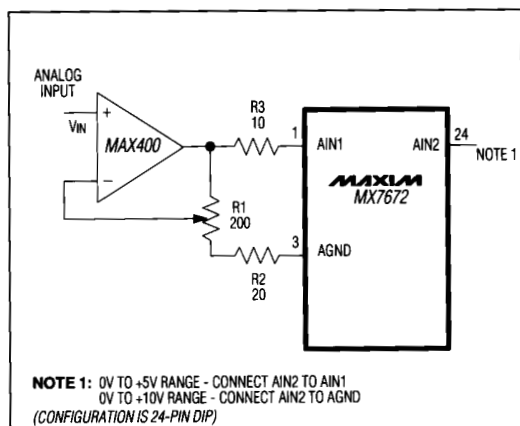 ANALOG
INPUT
VIN
+
−
MAX400
R3
10
R1
200
R2
20
1
AIN1
AIN2
24
NOTE 1
MAXIM
MX7672
3
AGND
NOTE 1: 0V TO +5V RANGE - CONNECT AIN2 TO AIN1
0V TO +10V RANGE - CONNECT AIN2 TO AGND
(CONFIGURATION IS 24-PIN DIP)